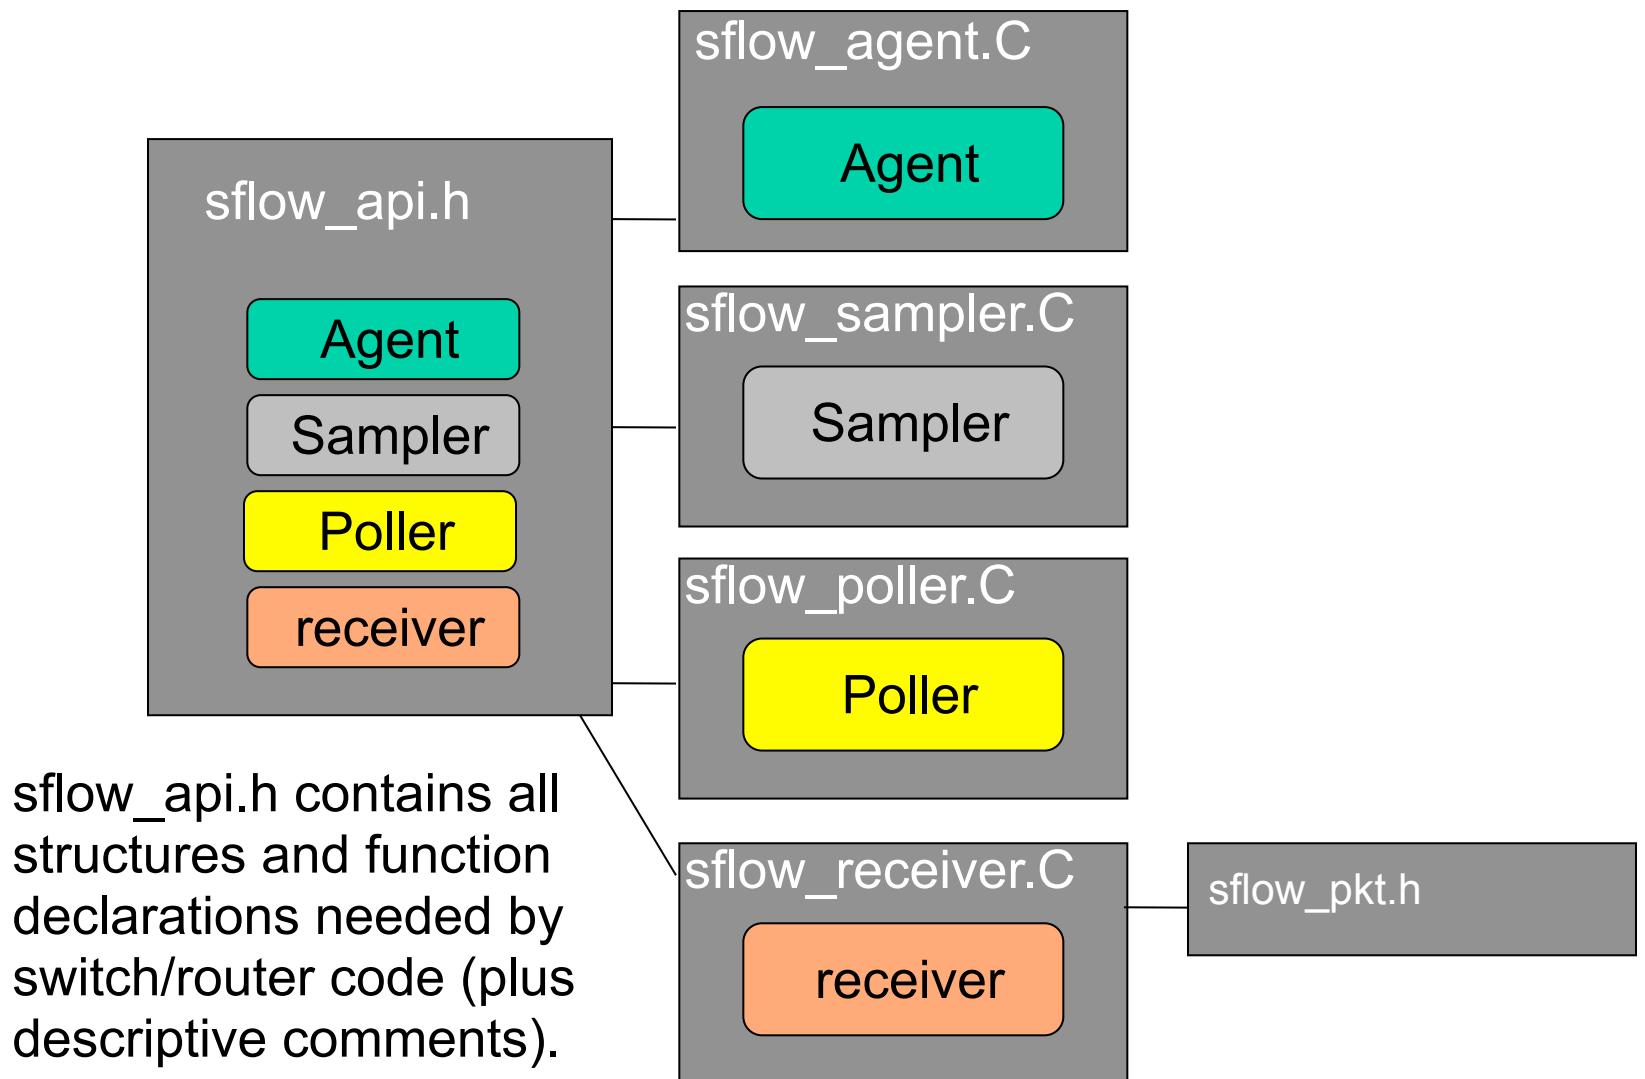 sflow_api.h
Agent
Sampler
Poller
receiver
sflow_api.h contains all
structures and function
declarations needed by
switch/router code (plus
descriptive comments).
sflow_agent.C
Agent
sflow_sampler.C
Sampler
sflow_poller.C
Poller
sflow_receiver.C
receiver
sflow_pkt.h